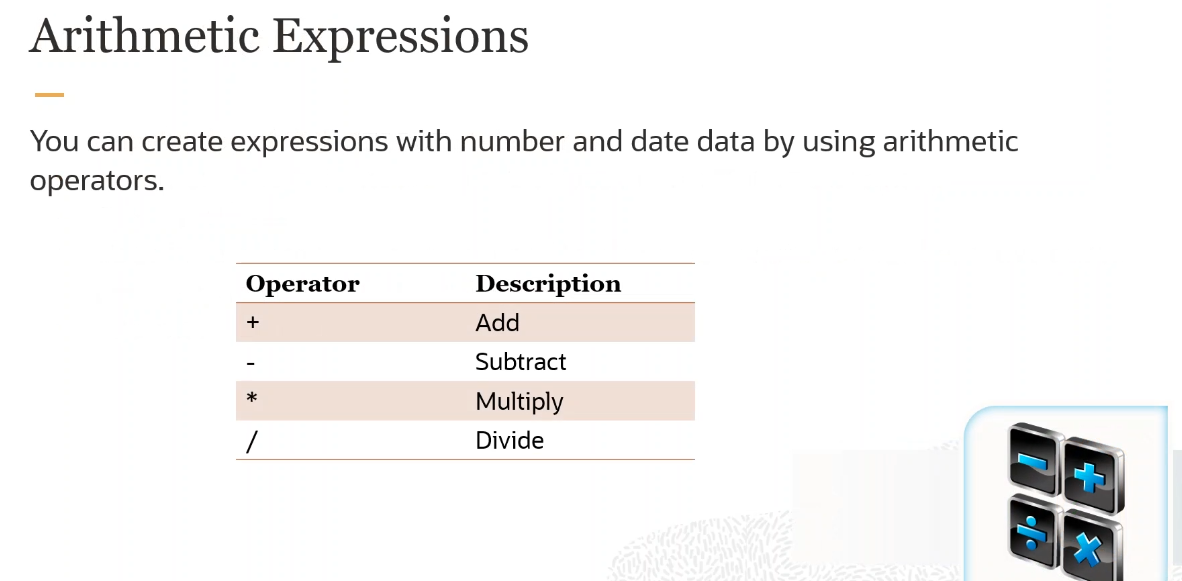 Arithmetic Expressions
You can create expressions with number and date data by using arithmetic
operators.
Operator Description
+ Add
- Subtract
* Multiply
/ Divide